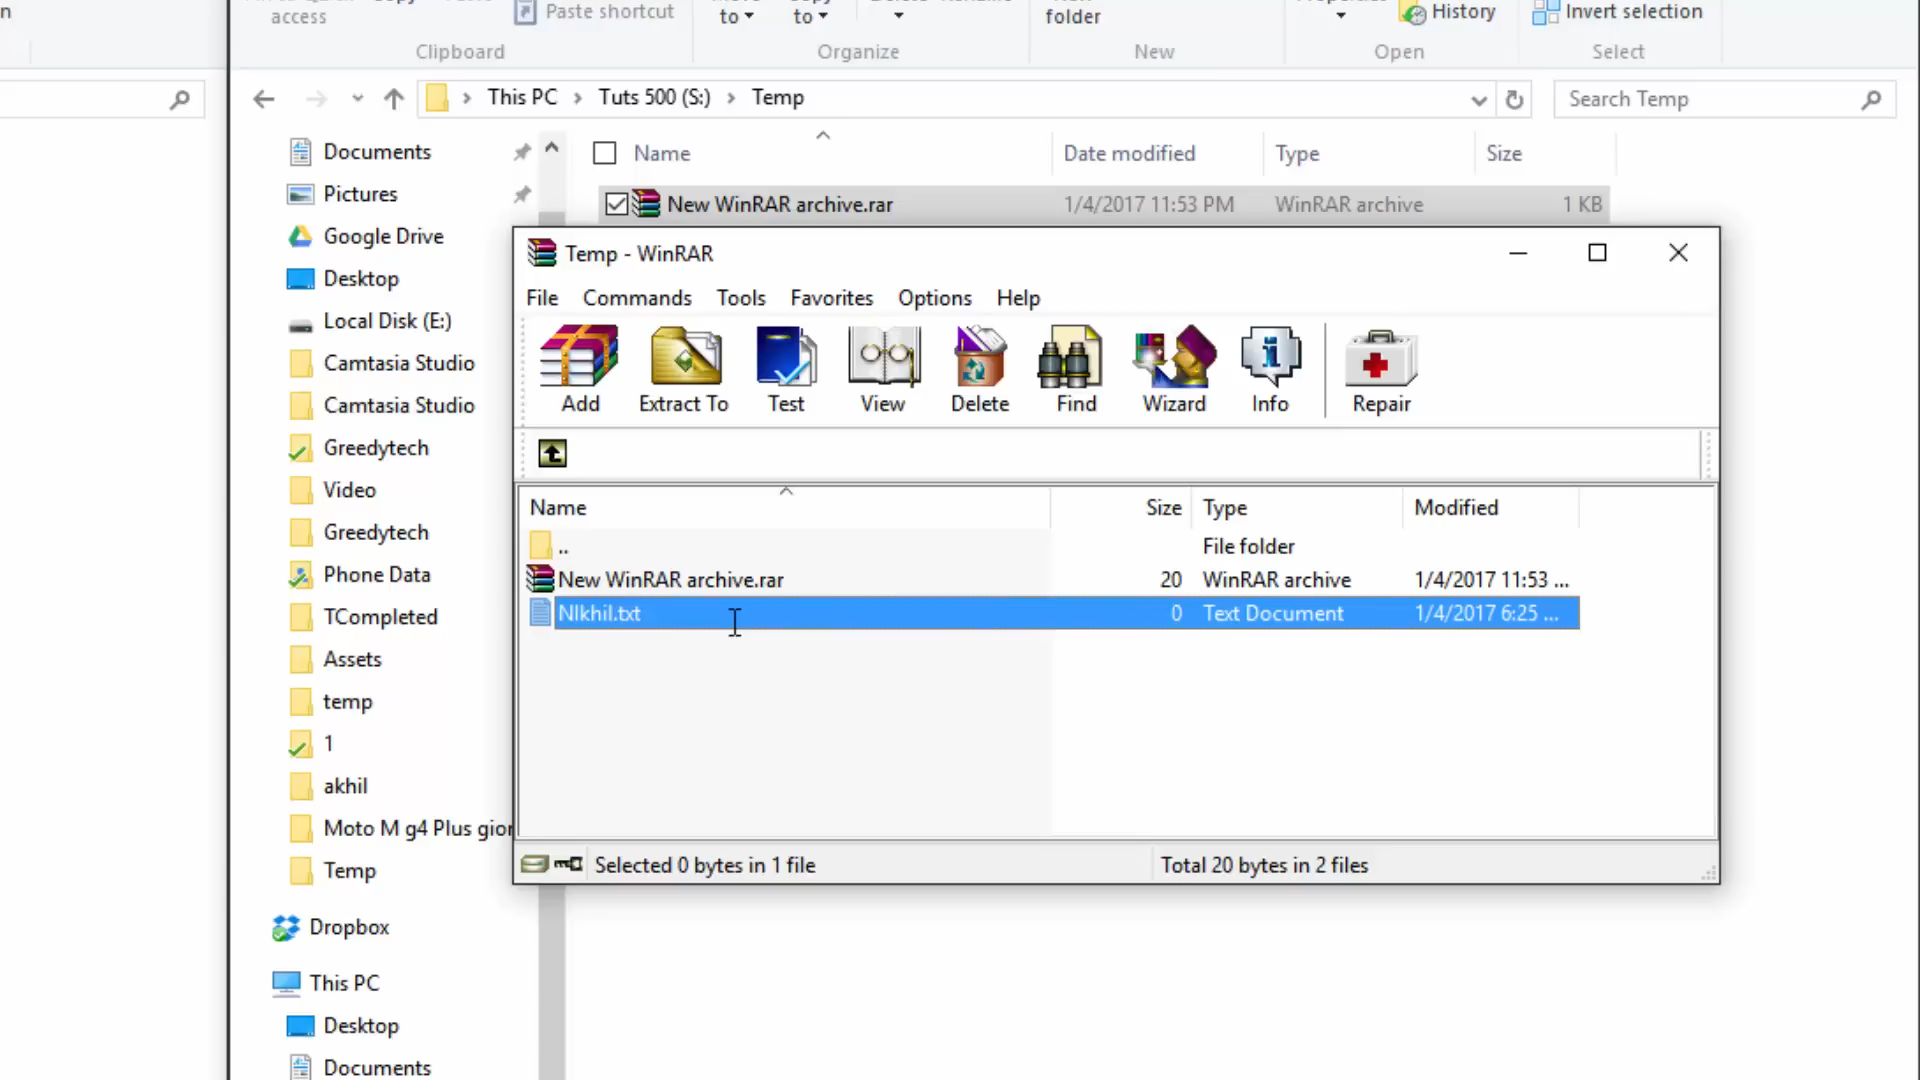 n
access
Paste shortcut
to
to
folder
History
Invert selection
Clipboard
Organize
New
Open
Select
This PC
Tuts 500 (S:)
Temp
Search Temp
Documents
Pictures
Google Drive
Desktop
Local Disk (E:)
Camtasia Studio
Camtasia Studio
Greedytech
Video
Greedytech
Phone Data
TCompleted
Assets
temp
1
akhil
Moto M g4 Plus gior
Temp
Dropbox
This PC
Desktop
Documents
Name
Date modified
Type
Size
New WinRAR archive.rar
1/4/2017 11:53 PM
WinRAR archive
1 KB
Temp - WinRAR
File
Commands
Tools
Favorites
Options
Help
Add
Extract To
Test
View
Delete
Find
Wizard
Info
Repair
Name
Size
Type
Modified
..
File folder
New WinRAR archive.rar
20
WinRAR archive
1/4/2017 11:53 ...
NIkhil.txt
0
Text Document
1/4/2017 6:25 ...
Selected 0 bytes in 1 file
Total 20 bytes in 2 files